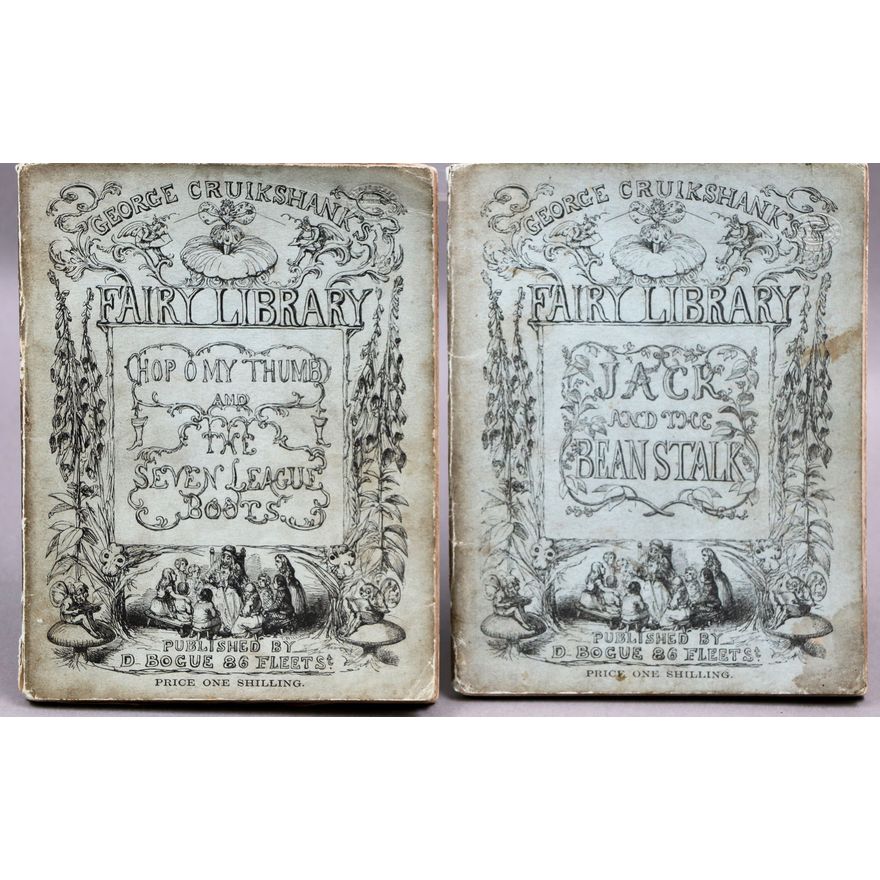 GEORGE CRUIKSHANK'S
FAIRY LIBRARY
HOP O MY THUMB
AND
THE
SEVEN LEAGUE
BOOTS.
PUBLISHED BY
D BOGUE 86 FLEET St.
PRICE ONE SHILLING.
GEORGE CRUIKSHANK'S
FAIRY LIBRARY
JACK
AND THE
BEAN STALK
PUBLISHED BY
D BOGUE 86 FLEET St.
PRICE ONE SHILLING.